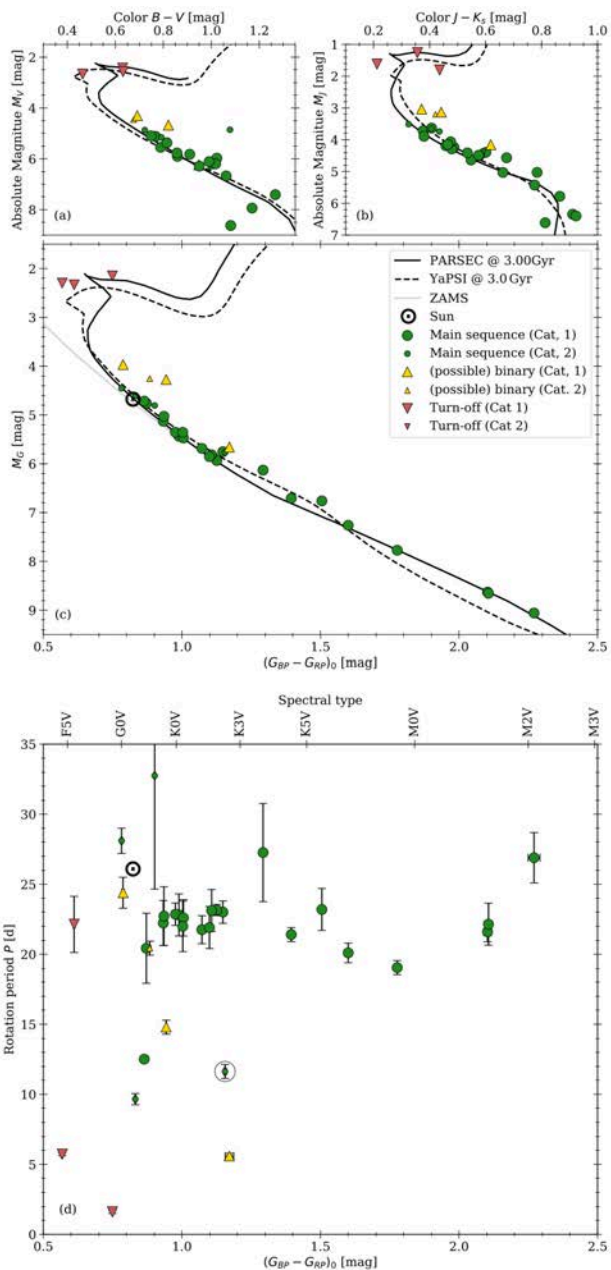 Color B − V [mag]
Color J − Ks [mag]
0.4 0.6 0.8 1.0 1.2
0.2 0.4 0.6 0.8 1.0
Absolute Magnitue MV [mag]
2
4
6
8
(a)
Absolute Magnitude MJ [mag]
1
2
3
4
5
6
7
(b)
PARSEC @ 3.00Gyr
YaPSI @ 3.0 Gyr
ZAMS
Sun
Main sequence (Cat, 1)
Main sequence (Cat, 2)
(possible) binary (Cat, 1)
(possible) binary (Cat. 2)
Turn-off (Cat 1)
Turn-off (Cat 2)
MG [mag]
2
3
4
5
6
7
8
9
(c)
0.5 1.0 1.5 2.0 2.5
(GBP − GRP)0 [mag]
Spectral type
F5V G0V K0V K3V K5V M0V M2V M3V
Rotation period P [d]
35
30
25
20
15
10
5
0
(d)
0.5 1.0 1.5 2.0 2.5
(GBP − GRP)0 [mag]